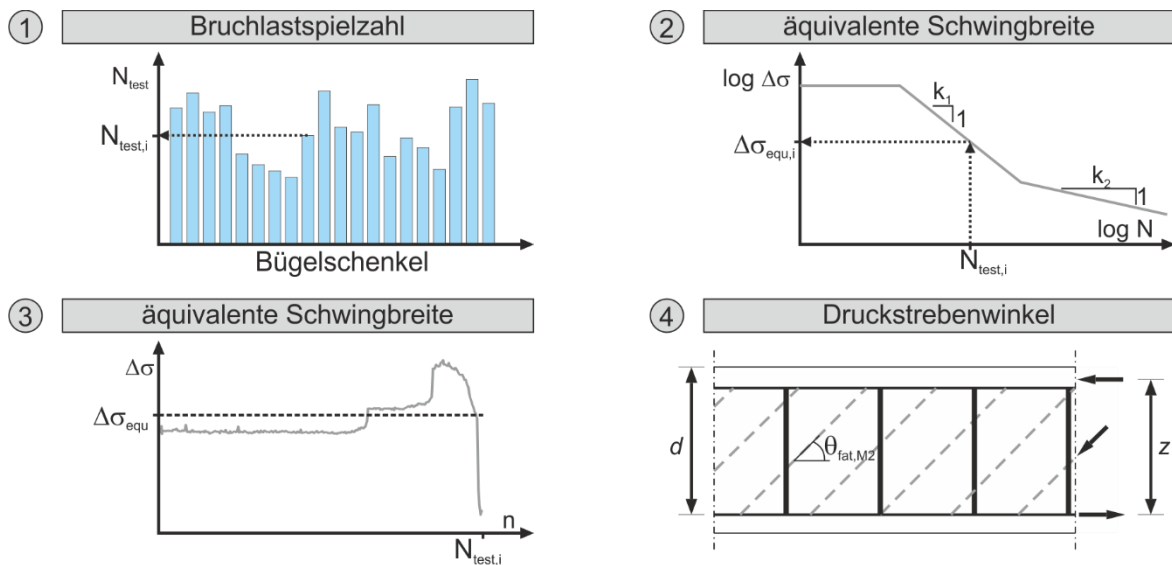 1 Bruchlastspielzahl
N_test
N_test,i
Bügelschenkel
2 äquivalente Schwingbreite
log Δσ
k_1
1
Δσ_equ,i
k_2
1
log N
N_test,i
3 äquivalente Schwingbreite
Δσ
Δσ_equ
n
N_test,i
4 Druckstrebenwinkel
d
θ_fat,M2
z